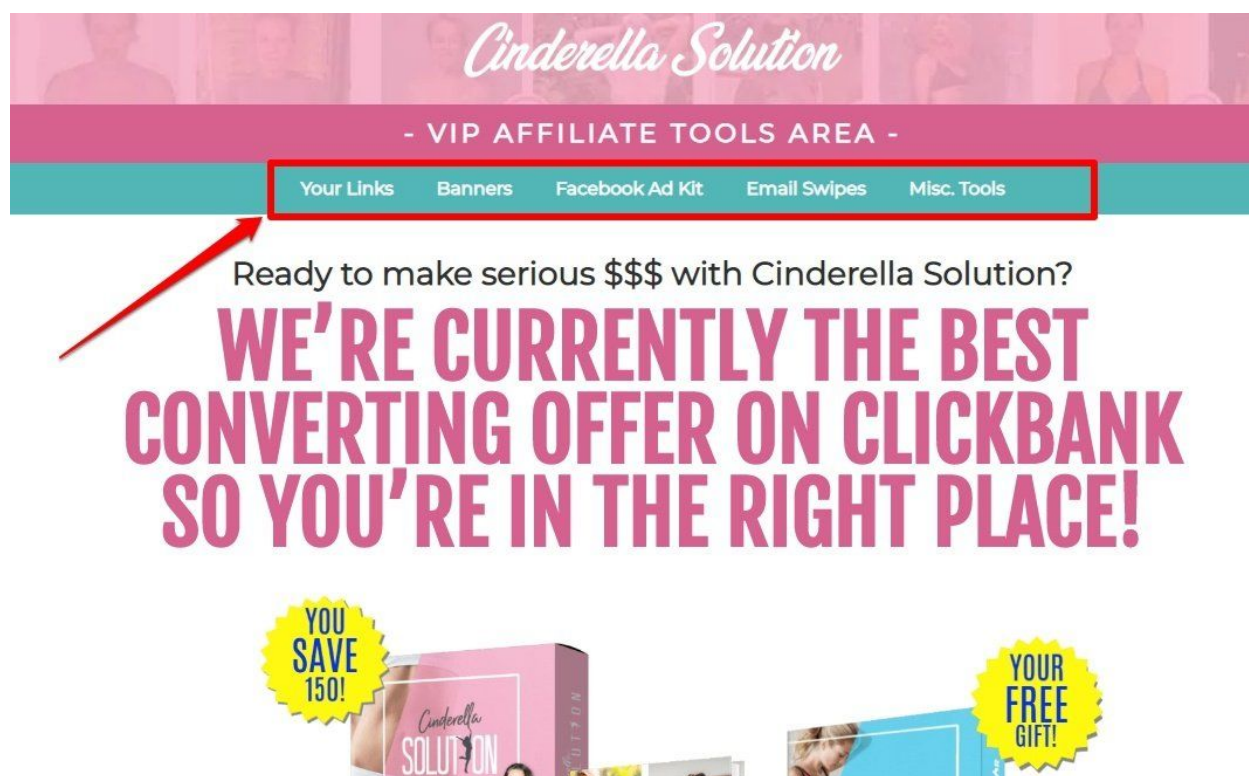 Cinderella Solution
- VIP AFFILIATE TOOLS AREA -
Your Links Banners Facebook Ad Kit Email Swipes Misc. Tools
Ready to make serious $$$ with Cinderella Solution?
WE'RE CURRENTLY THE BEST
CONVERTING OFFER ON CLICKBANK
SO YOU'RE IN THE RIGHT PLACE!
YOU
SAVE
150!
Cinderella
SOLUTION
YOUR
FREE
GIFT!